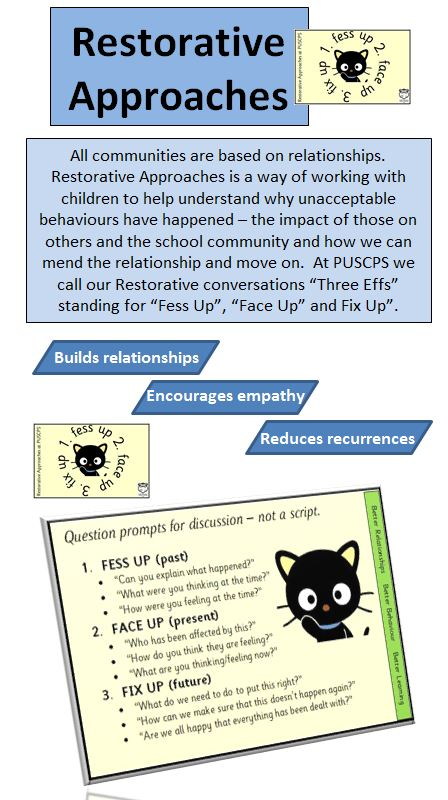 Restorative
Approaches
Restorative Approaches at PUSCPS
1. fess up 2. face up 3. fix up
All communities are based on relationships.
Restorative Approaches is a way of working with
children to help understand why unacceptable
behaviours have happened – the impact of those on
others and the school community and how we can
mend the relationship and move on.  At PUSCPS we
call our Restorative conversations “Three Effs”
standing for “Fess Up”, “Face Up” and Fix Up”.
Builds relationships
Encourages empathy
Reduces recurrences
Restorative Approaches at PUSCPS
1. fess up 2. face up 3. fix up
Question prompts for discussion – not a script.
1. FESS UP (past)
• “Can you explain what happened?”
• “What were you thinking at the time?”
• “How were you feeling at the time?”
2. FACE UP (present)
• “Who has been affected by this?”
• “How do you think they are feeling?”
• “What are you thinking/feeling now?”
3. FIX UP (future)
• “What do we need to do to put this right?”
• “How can we make sure that this doesn’t happen again?”
• “Are we all happy that everything has been dealt with?”
Better Relationships Better Behaviour Better Learning